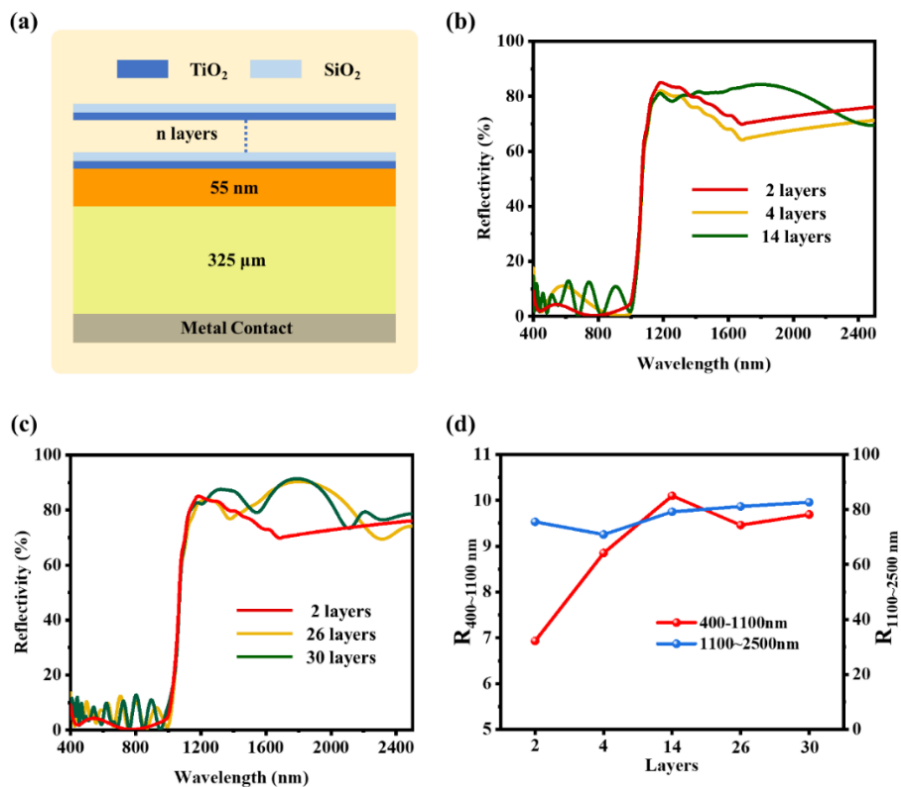 (a)
TiO2
SiO2
n layers
55 nm
325 μm
Metal Contact
(b)
Reflectivity (%)
100
80
60
40
20
0
2 layers
4 layers
14 layers
400
800
1200
1600
2000
2400
Wavelength (nm)
(c)
Reflectivity (%)
100
80
60
40
20
0
2 layers
26 layers
30 layers
400
800
1200
1600
2000
2400
Wavelength (nm)
(d)
R400~1100 nm
11
10
9
8
7
6
5
400-1100nm
1100~2500nm
100
80
60
40
20
0
R1100~2500 nm
2
4
14
26
30
Layers